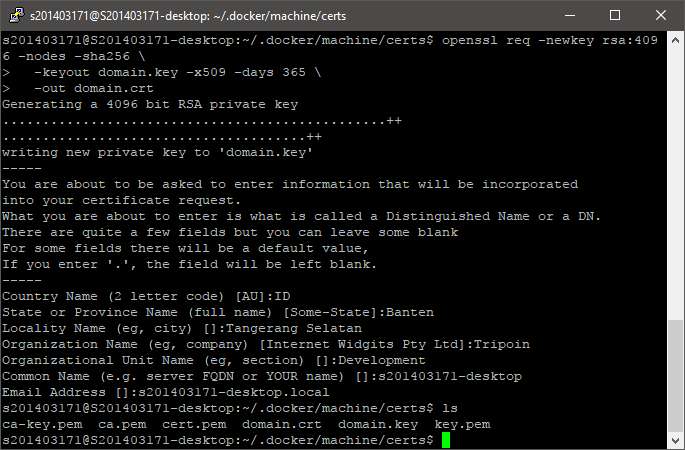 s201403171@S201403171-desktop: ~/.docker/machine/certs
s201403171@S201403171-desktop:~/.docker/machine/certs$ openssl req -newkey rsa:409
6 -nodes -sha256 \
>   -keyout domain.key -x509 -days 365 \
>   -out domain.crt
Generating a 4096 bit RSA private key
................................................++
......................................++
writing new private key to 'domain.key'
-----
You are about to be asked to enter information that will be incorporated
into your certificate request.
What you are about to enter is what is called a Distinguished Name or a DN.
There are quite a few fields but you can leave some blank
For some fields there will be a default value,
If you enter '.', the field will be left blank.
-----
Country Name (2 letter code) [AU]:ID
State or Province Name (full name) [Some-State]:Banten
Locality Name (eg, city) []:Tangerang Selatan
Organization Name (eg, company) [Internet Widgits Pty Ltd]:Tripoin
Organizational Unit Name (eg, section) []:Development
Common Name (e.g. server FQDN or YOUR name) []:s201403171-desktop
Email Address []:s201403171-desktop.local
s201403171@S201403171-desktop:~/.docker/machine/certs$ ls
ca-key.pem  ca.pem  cert.pem  domain.crt  domain.key  key.pem
s201403171@S201403171-desktop:~/.docker/machine/certs$